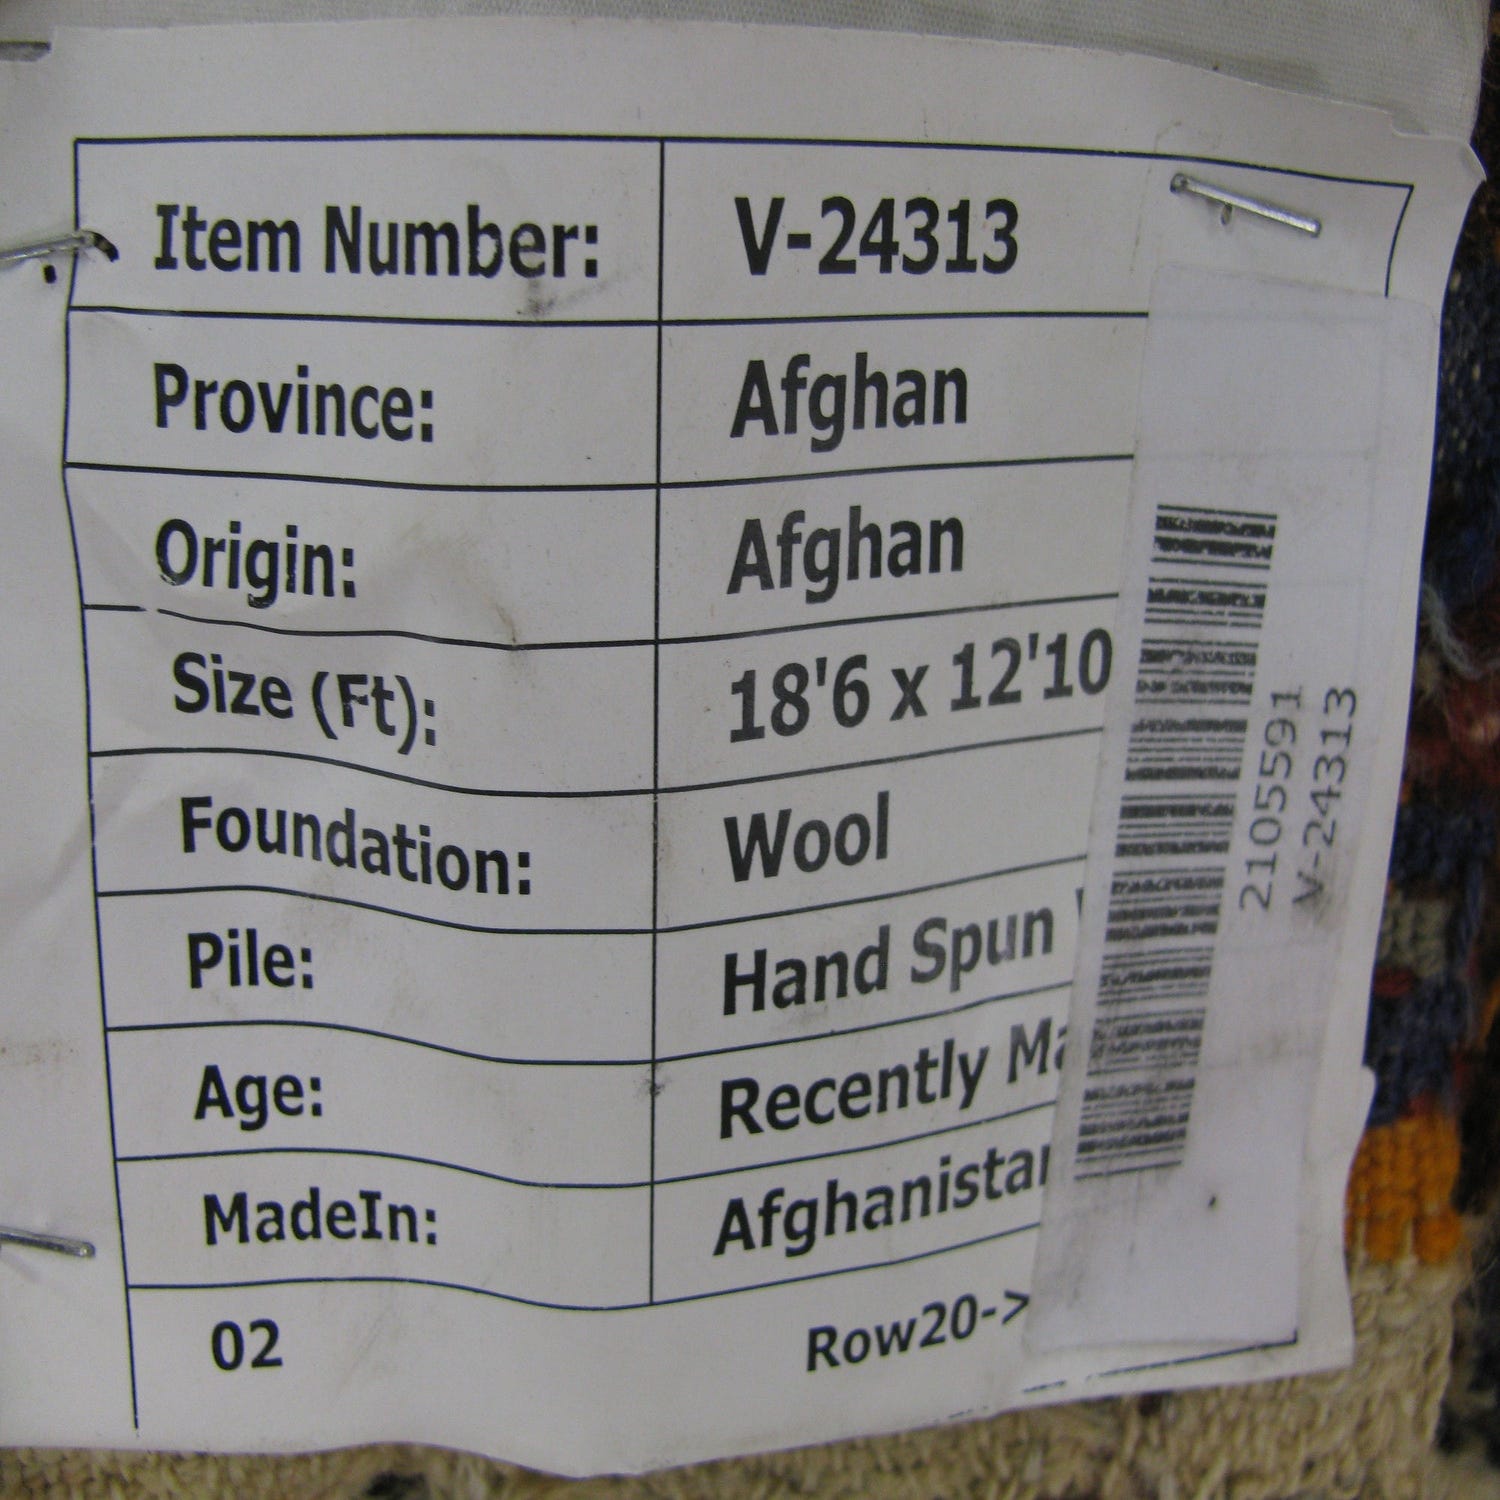 Item Number: V-24313
Province: Afghan
Origin: Afghan
Size (Ft): 18'6 x 12'10
Foundation: Wool
Pile: Hand Spun
Age: Recently
MadeIn: Afghanistan
02 Row20->
2105591
V-24313